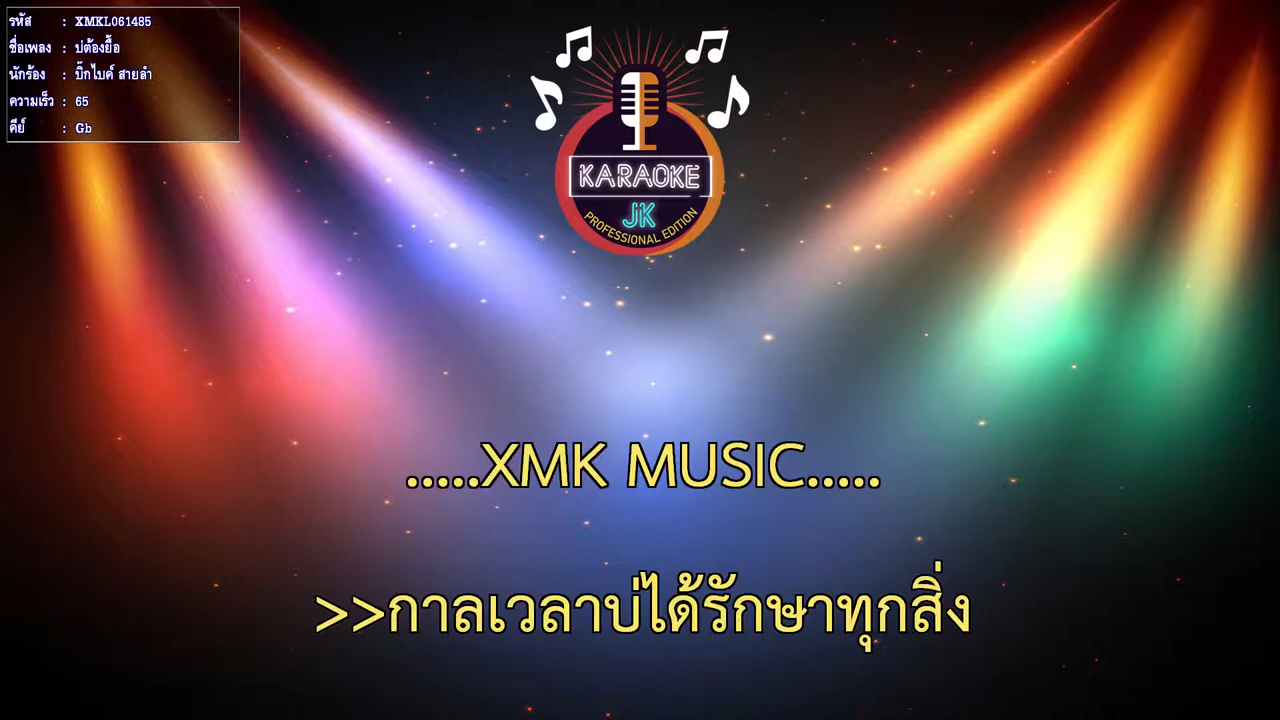 รหัส : XMKL061485
ชื่อเพลง : บ่ต้องยื้อ
นักร้อง : บิ๊กไบค์ สายลำ
ความเร็ว : 65
คีย์ : Gb
KARAOKE
JK
PROFESSIONAL EDITION
.....XMK MUSIC.....
>>กาลเวลาบ่ได้รักษาทุกสิ่ง